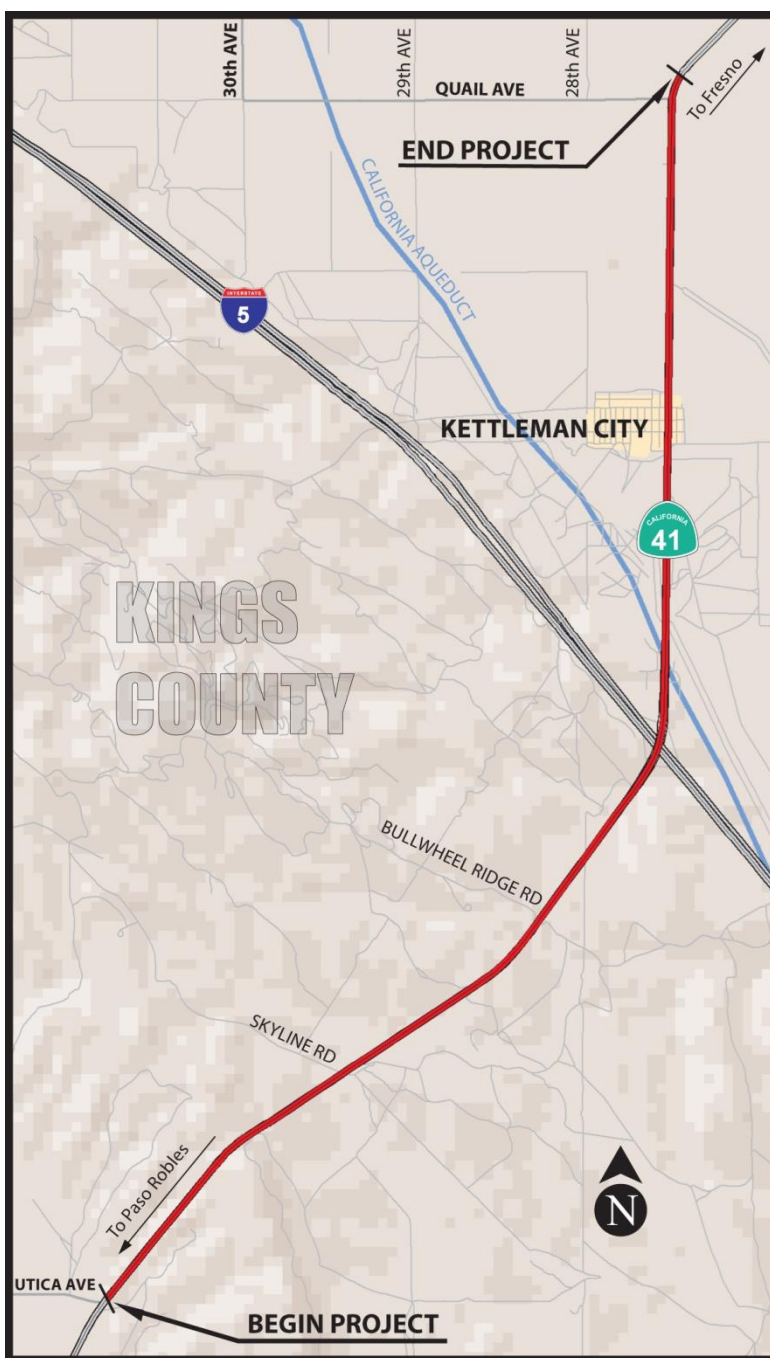 30th AVE
29th AVE
28th AVE
QUAIL AVE
To Fresno
END PROJECT
CALIFORNIA AQUEDUCT
INTERSTATE
5
KETTLEMAN CITY
CALIFORNIA
41
KINGS
COUNTY
BULLWHEEL RIDGE RD
SKYLINE RD
To Paso Robles
N
UTICA AVE
BEGIN PROJECT